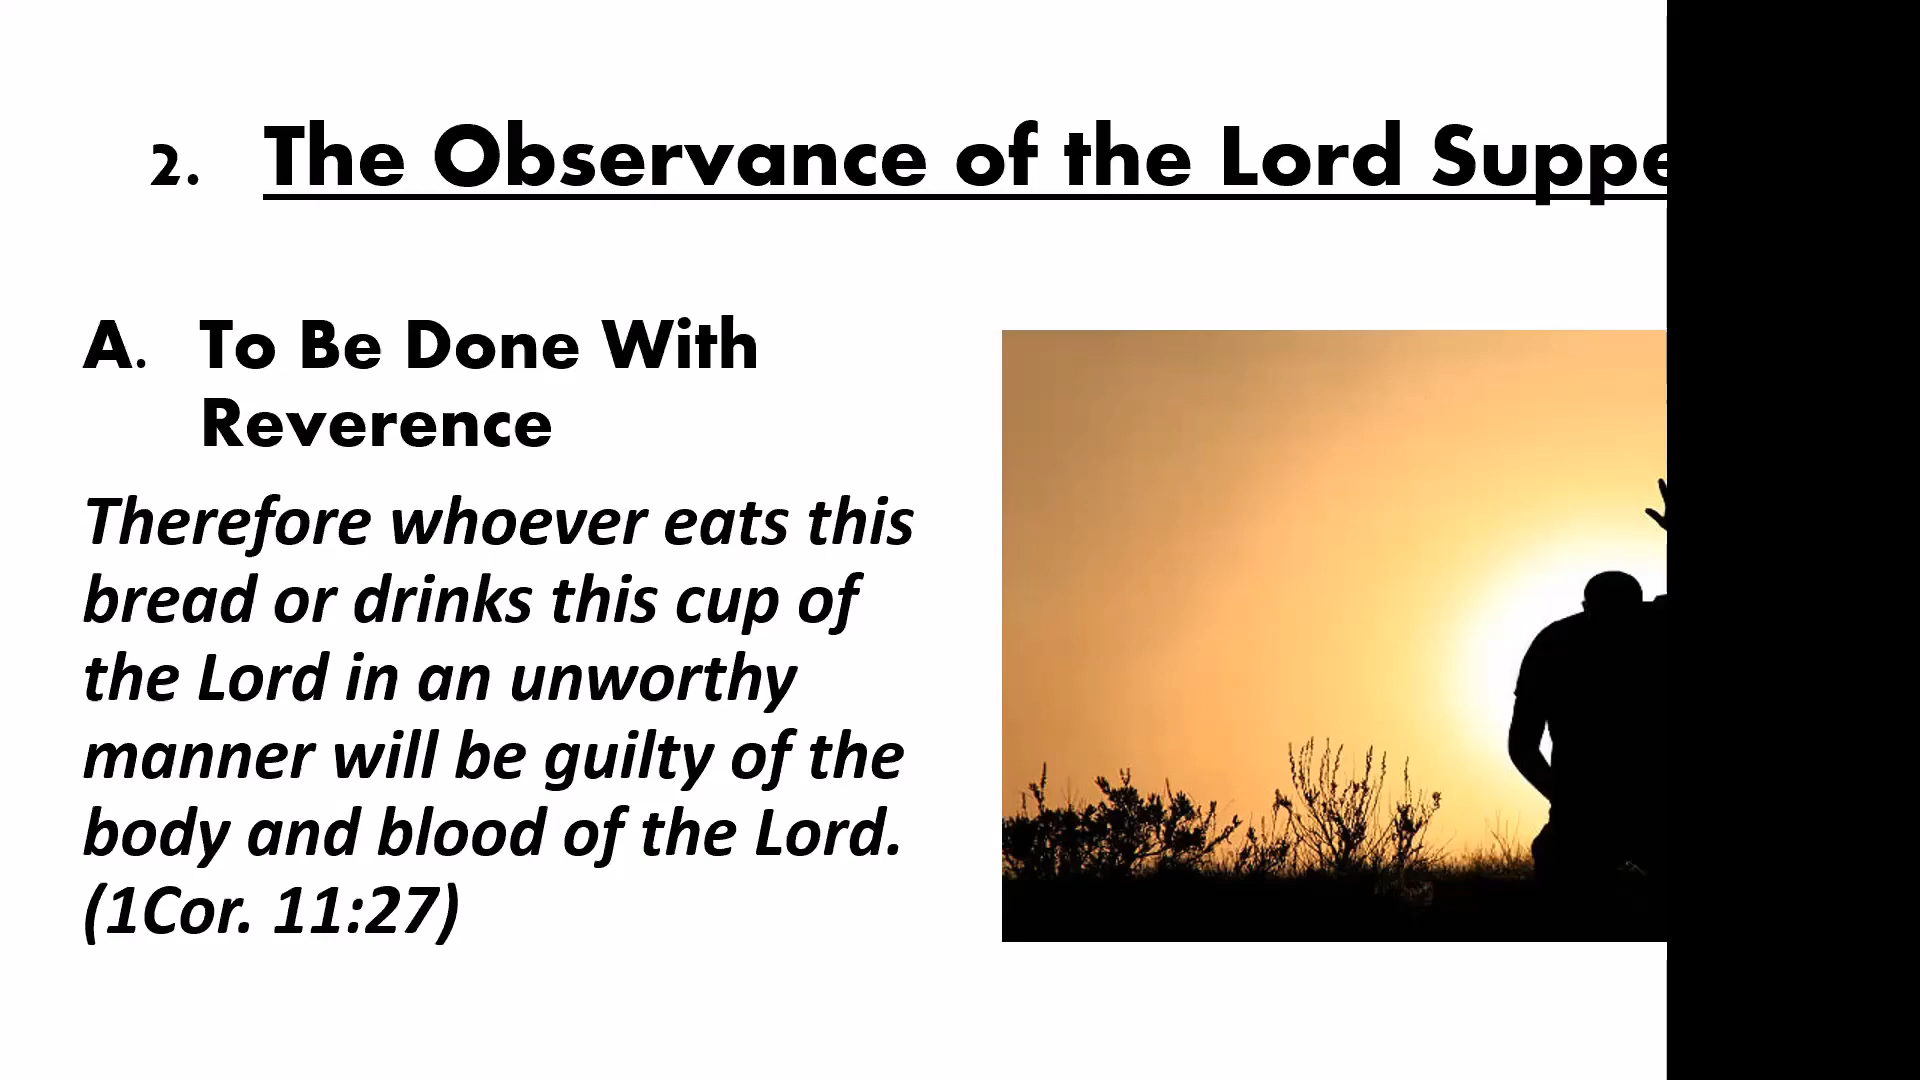 2. The Observance of the Lord Suppe
A. To Be Done With
Reverence
Therefore whoever eats this
bread or drinks this cup of
the Lord in an unworthy
manner will be guilty of the
body and blood of the Lord.
(1Cor. 11:27)